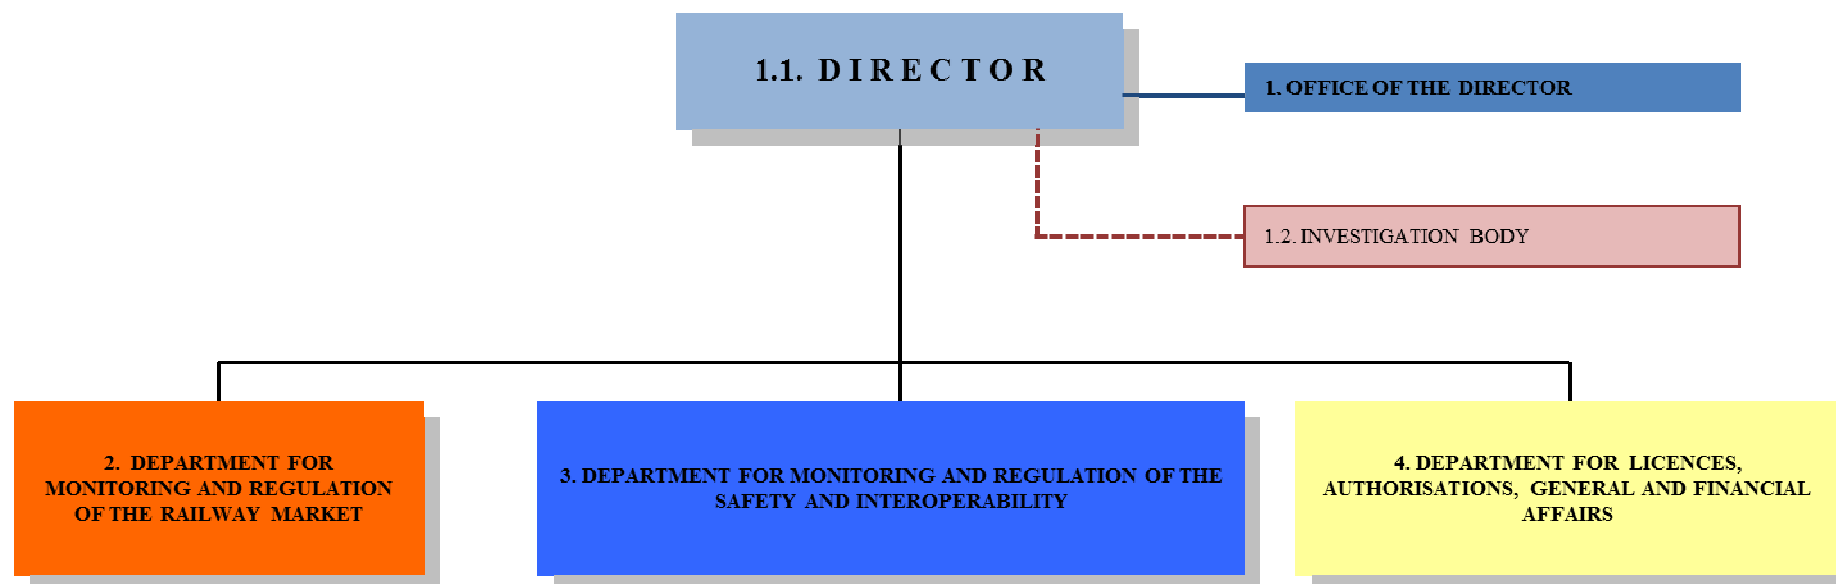 1.1. D I R E C T O R
1. OFFICE OF THE DIRECTOR
1.2. INVESTIGATION BODY
2. DEPARTMENT FOR
MONITORING AND REGULATION
OF THE RAILWAY MARKET
3. DEPARTMENT FOR MONITORING AND REGULATION OF THE
SAFETY AND INTEROPERABILITY
4. DEPARTMENT FOR LICENCES,
AUTHORISATIONS, GENERAL AND FINANCIAL
AFFAIRS